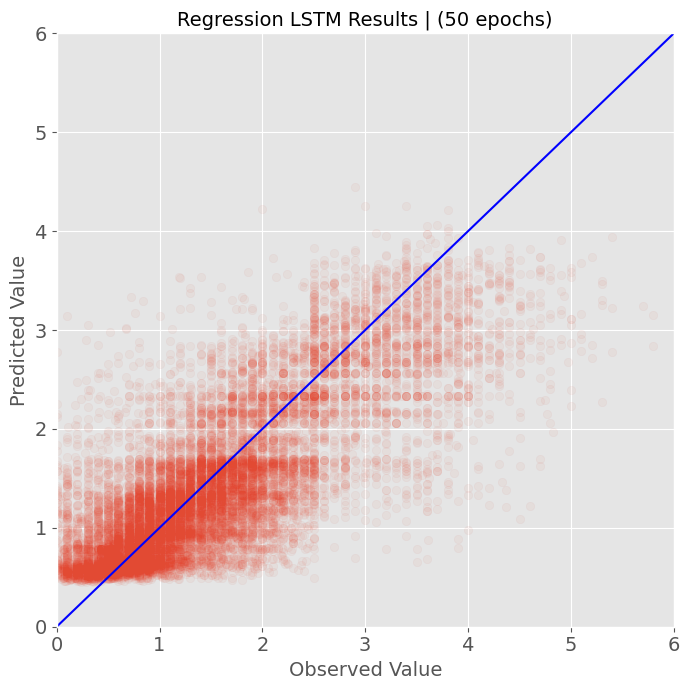 Regression LSTM Results | (50 epochs)
6
5
4
3
2
1
0
Predicted Value
0 1 2 3 4 5 6
Observed Value